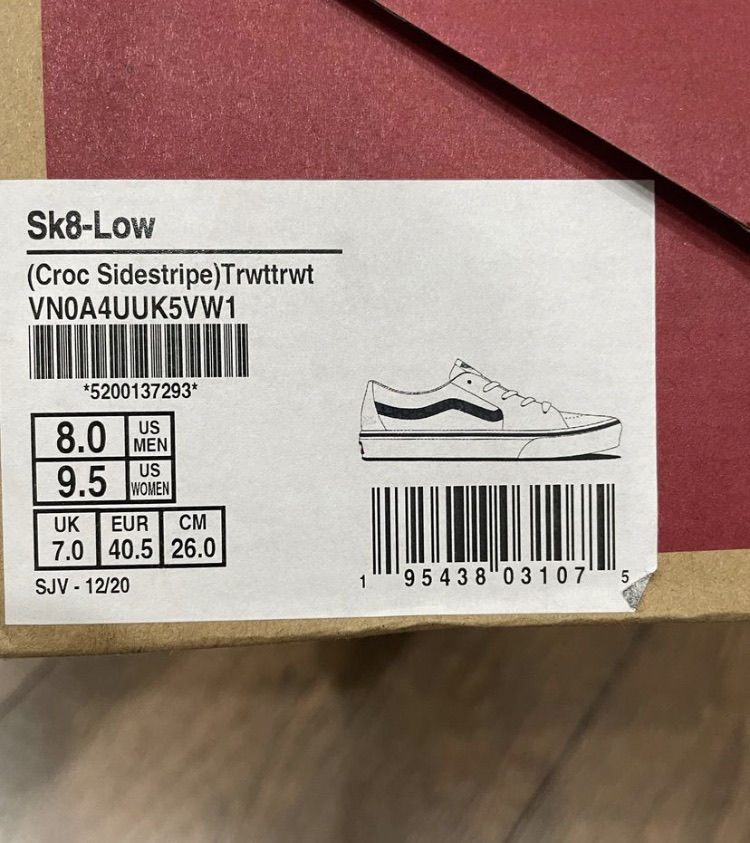 Sk8-Low
(Croc Sidestripe)Trwttrwt
VN0A4UUK5VW1
*5200137293*
8.0 US MEN
9.5 US WOMEN
UK EUR CM
7.0 40.5 26.0
SJV - 12/20
1 95438 03107 5